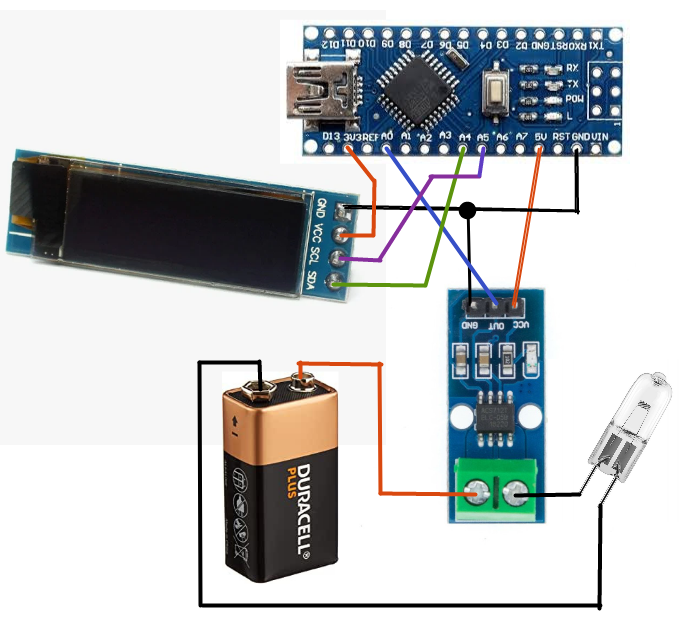 D12 D11 D10 D9 D8 D7 D6 D5 D4 D3 D2 GND RST RX0 TX1
RX
TX
POW
L
1
D13 3V3 REF A0 A1 A2 A3 A4 A5 A6 A7 5V RST GND VIN
GND
VCC
SCL
SDA
GND OUT VCC
DURACELL®
PLUS